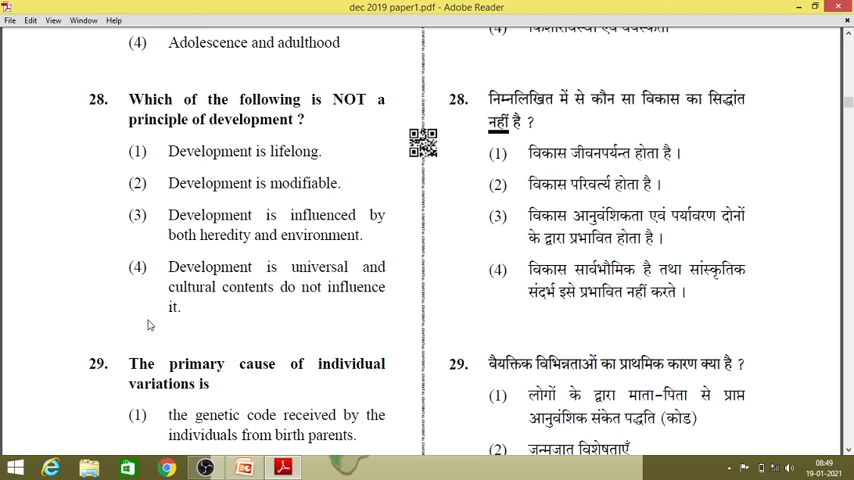 dec 2019 paper1.pdf - Adobe Reader
File Edit View Window Help
(4) Adolescence and adulthood
28. Which of the following is NOT a
principle of development ?
(1) Development is lifelong.
(2) Development is modifiable.
(3) Development is influenced by
both heredity and environment.
(4) Development is universal and
cultural contents do not influence
it.
29. The primary cause of individual
variations is
(1) the genetic code received by the
individuals from birth parents.
(4) किशोरावस्था एवं वयस्कता
28. निम्नलिखित में से कौन सा विकास का सिद्धांत
नहीं है ?
(1) विकास जीवनपर्यन्त होता है ।
(2) विकास परिवर्त्य होता है ।
(3) विकास आनुवंशिकता एवं पर्यावरण दोनों
के द्वारा प्रभावित होता है ।
(4) विकास सार्वभौमिक है तथा सांस्कृतिक
संदर्भ इसे प्रभावित नहीं करते ।
29. वैयक्तिक विभिन्नताओं का प्राथमिक कारण क्या है ?
(1) लोगों के द्वारा माता-पिता से प्राप्त
आनुवंशिक संकेत पद्धति (कोड)
(2) जन्मजात विशेषताएँ
08:49
19-01-2021